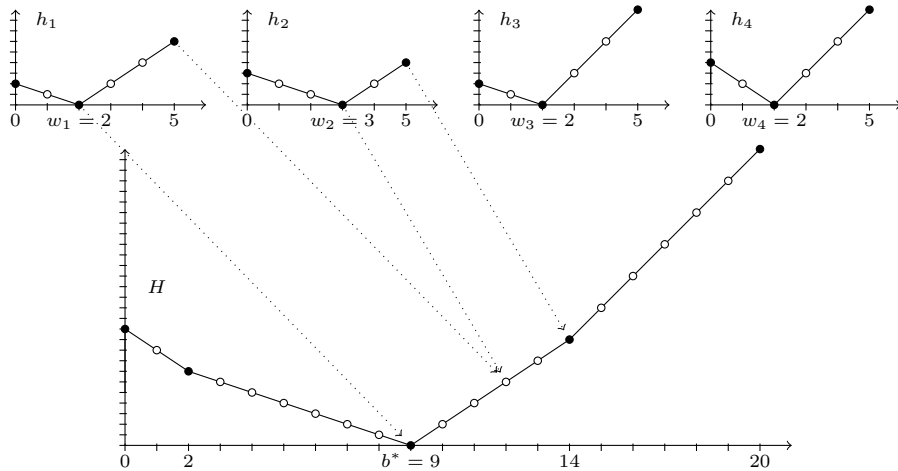 h₁ h₂ h₃ h₄
0 w₁ = 2 5 0 w₂ = 3 5 0 w₃ = 2 5 0 w₄ = 2 5
H
0 2 b* = 9 14 20